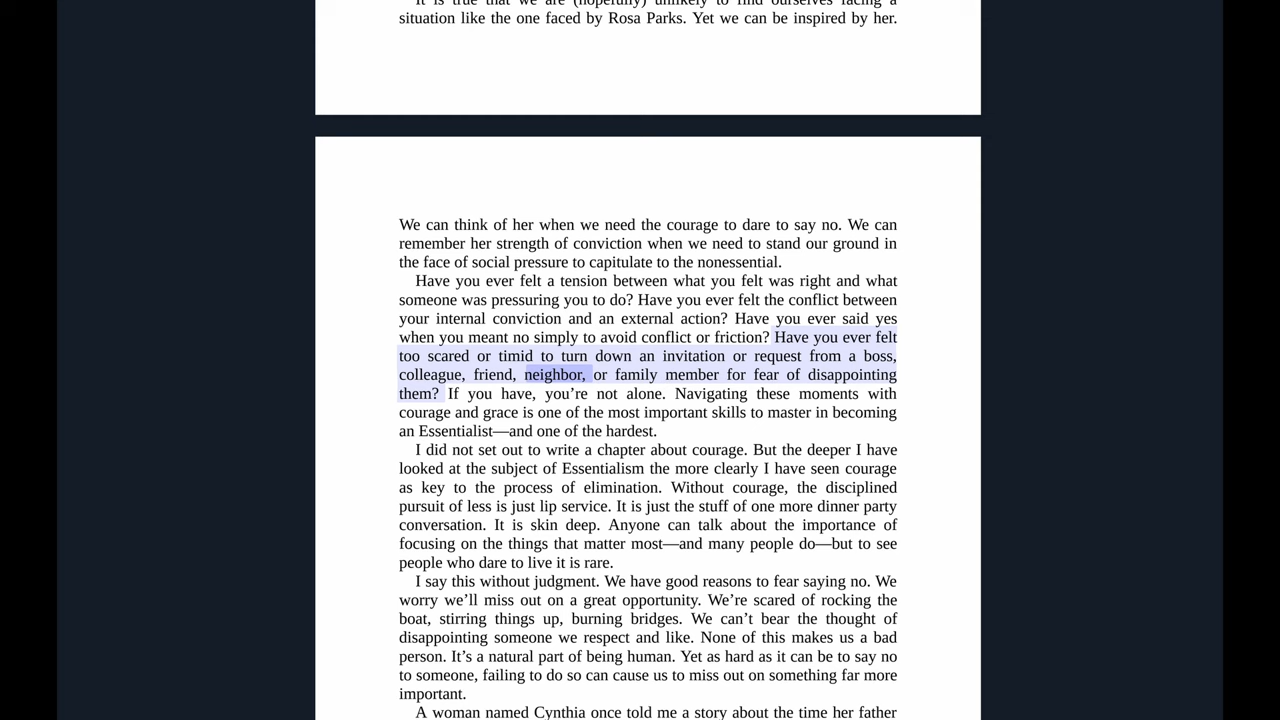 It is true that we are (hopefully) unlikely to find ourselves facing a
situation like the one faced by Rosa Parks. Yet we can be inspired by her.
We can think of her when we need the courage to dare to say no. We can
remember her strength of conviction when we need to stand our ground in
the face of social pressure to capitulate to the nonessential.
Have you ever felt a tension between what you felt was right and what
someone was pressuring you to do? Have you ever felt the conflict between
your internal conviction and an external action? Have you ever said yes
when you meant no simply to avoid conflict or friction? Have you ever felt
too scared or timid to turn down an invitation or request from a boss,
colleague, friend, neighbor, or family member for fear of disappointing
them? If you have, you’re not alone. Navigating these moments with
courage and grace is one of the most important skills to master in becoming
an Essentialist—and one of the hardest.
I did not set out to write a chapter about courage. But the deeper I have
looked at the subject of Essentialism the more clearly I have seen courage
as key to the process of elimination. Without courage, the disciplined
pursuit of less is just lip service. It is just the stuff of one more dinner party
conversation. It is skin deep. Anyone can talk about the importance of
focusing on the things that matter most—and many people do—but to see
people who dare to live it is rare.
I say this without judgment. We have good reasons to fear saying no. We
worry we’ll miss out on a great opportunity. We’re scared of rocking the
boat, stirring things up, burning bridges. We can’t bear the thought of
disappointing someone we respect and like. None of this makes us a bad
person. It’s a natural part of being human. Yet as hard as it can be to say no
to someone, failing to do so can cause us to miss out on something far more
important.
A woman named Cynthia once told me a story about the time her father